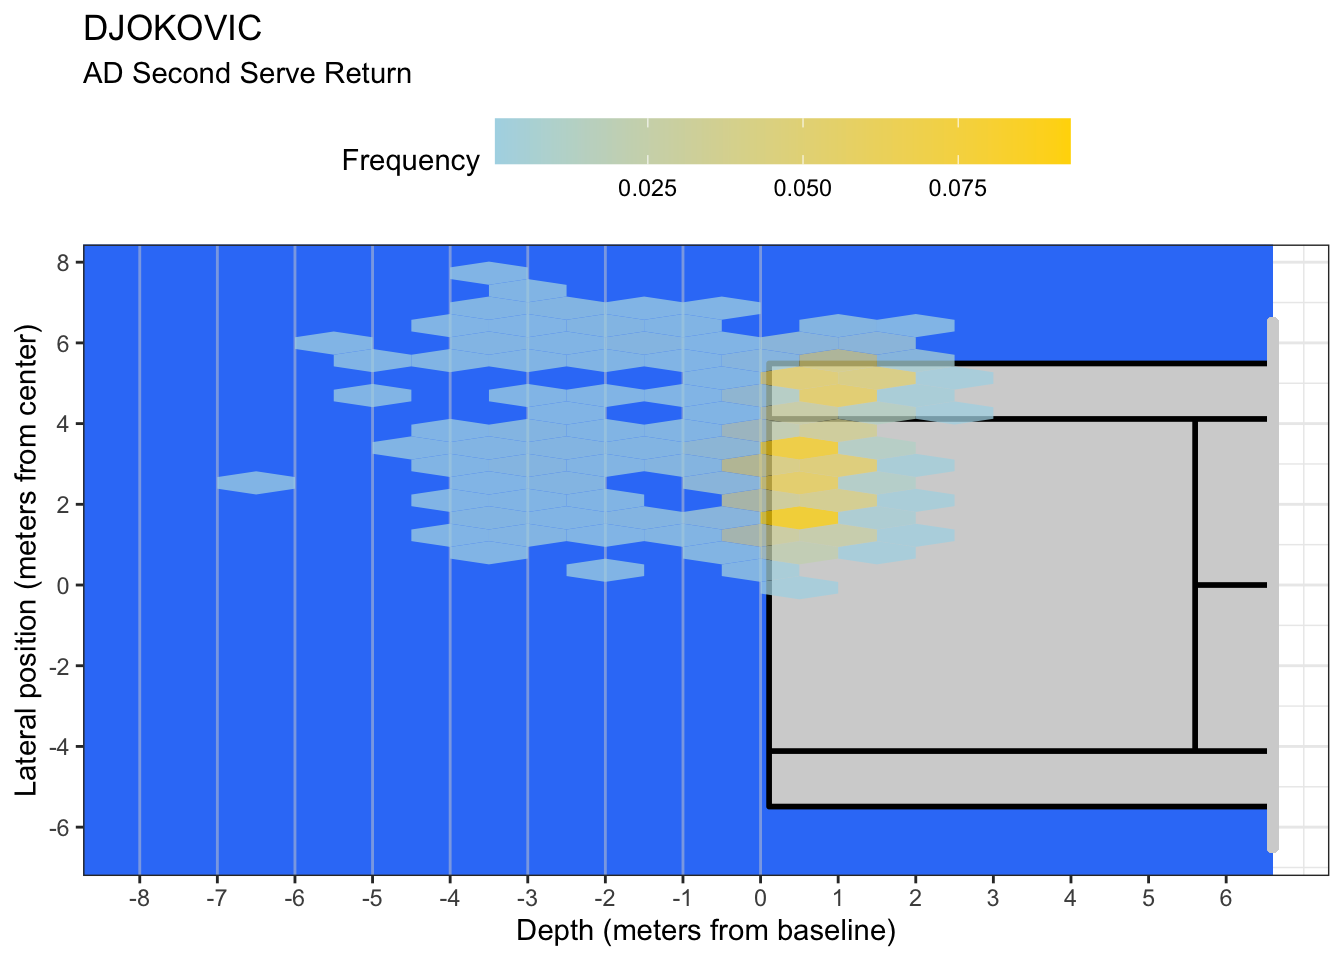 DJOKOVIC
AD Second Serve Return
Frequency
0.025 0.050 0.075
Lateral position (meters from center)
8
6
4
2
0
-2
-4
-6
-8 -7 -6 -5 -4 -3 -2 -1 0 1 2 3 4 5 6
Depth (meters from baseline)